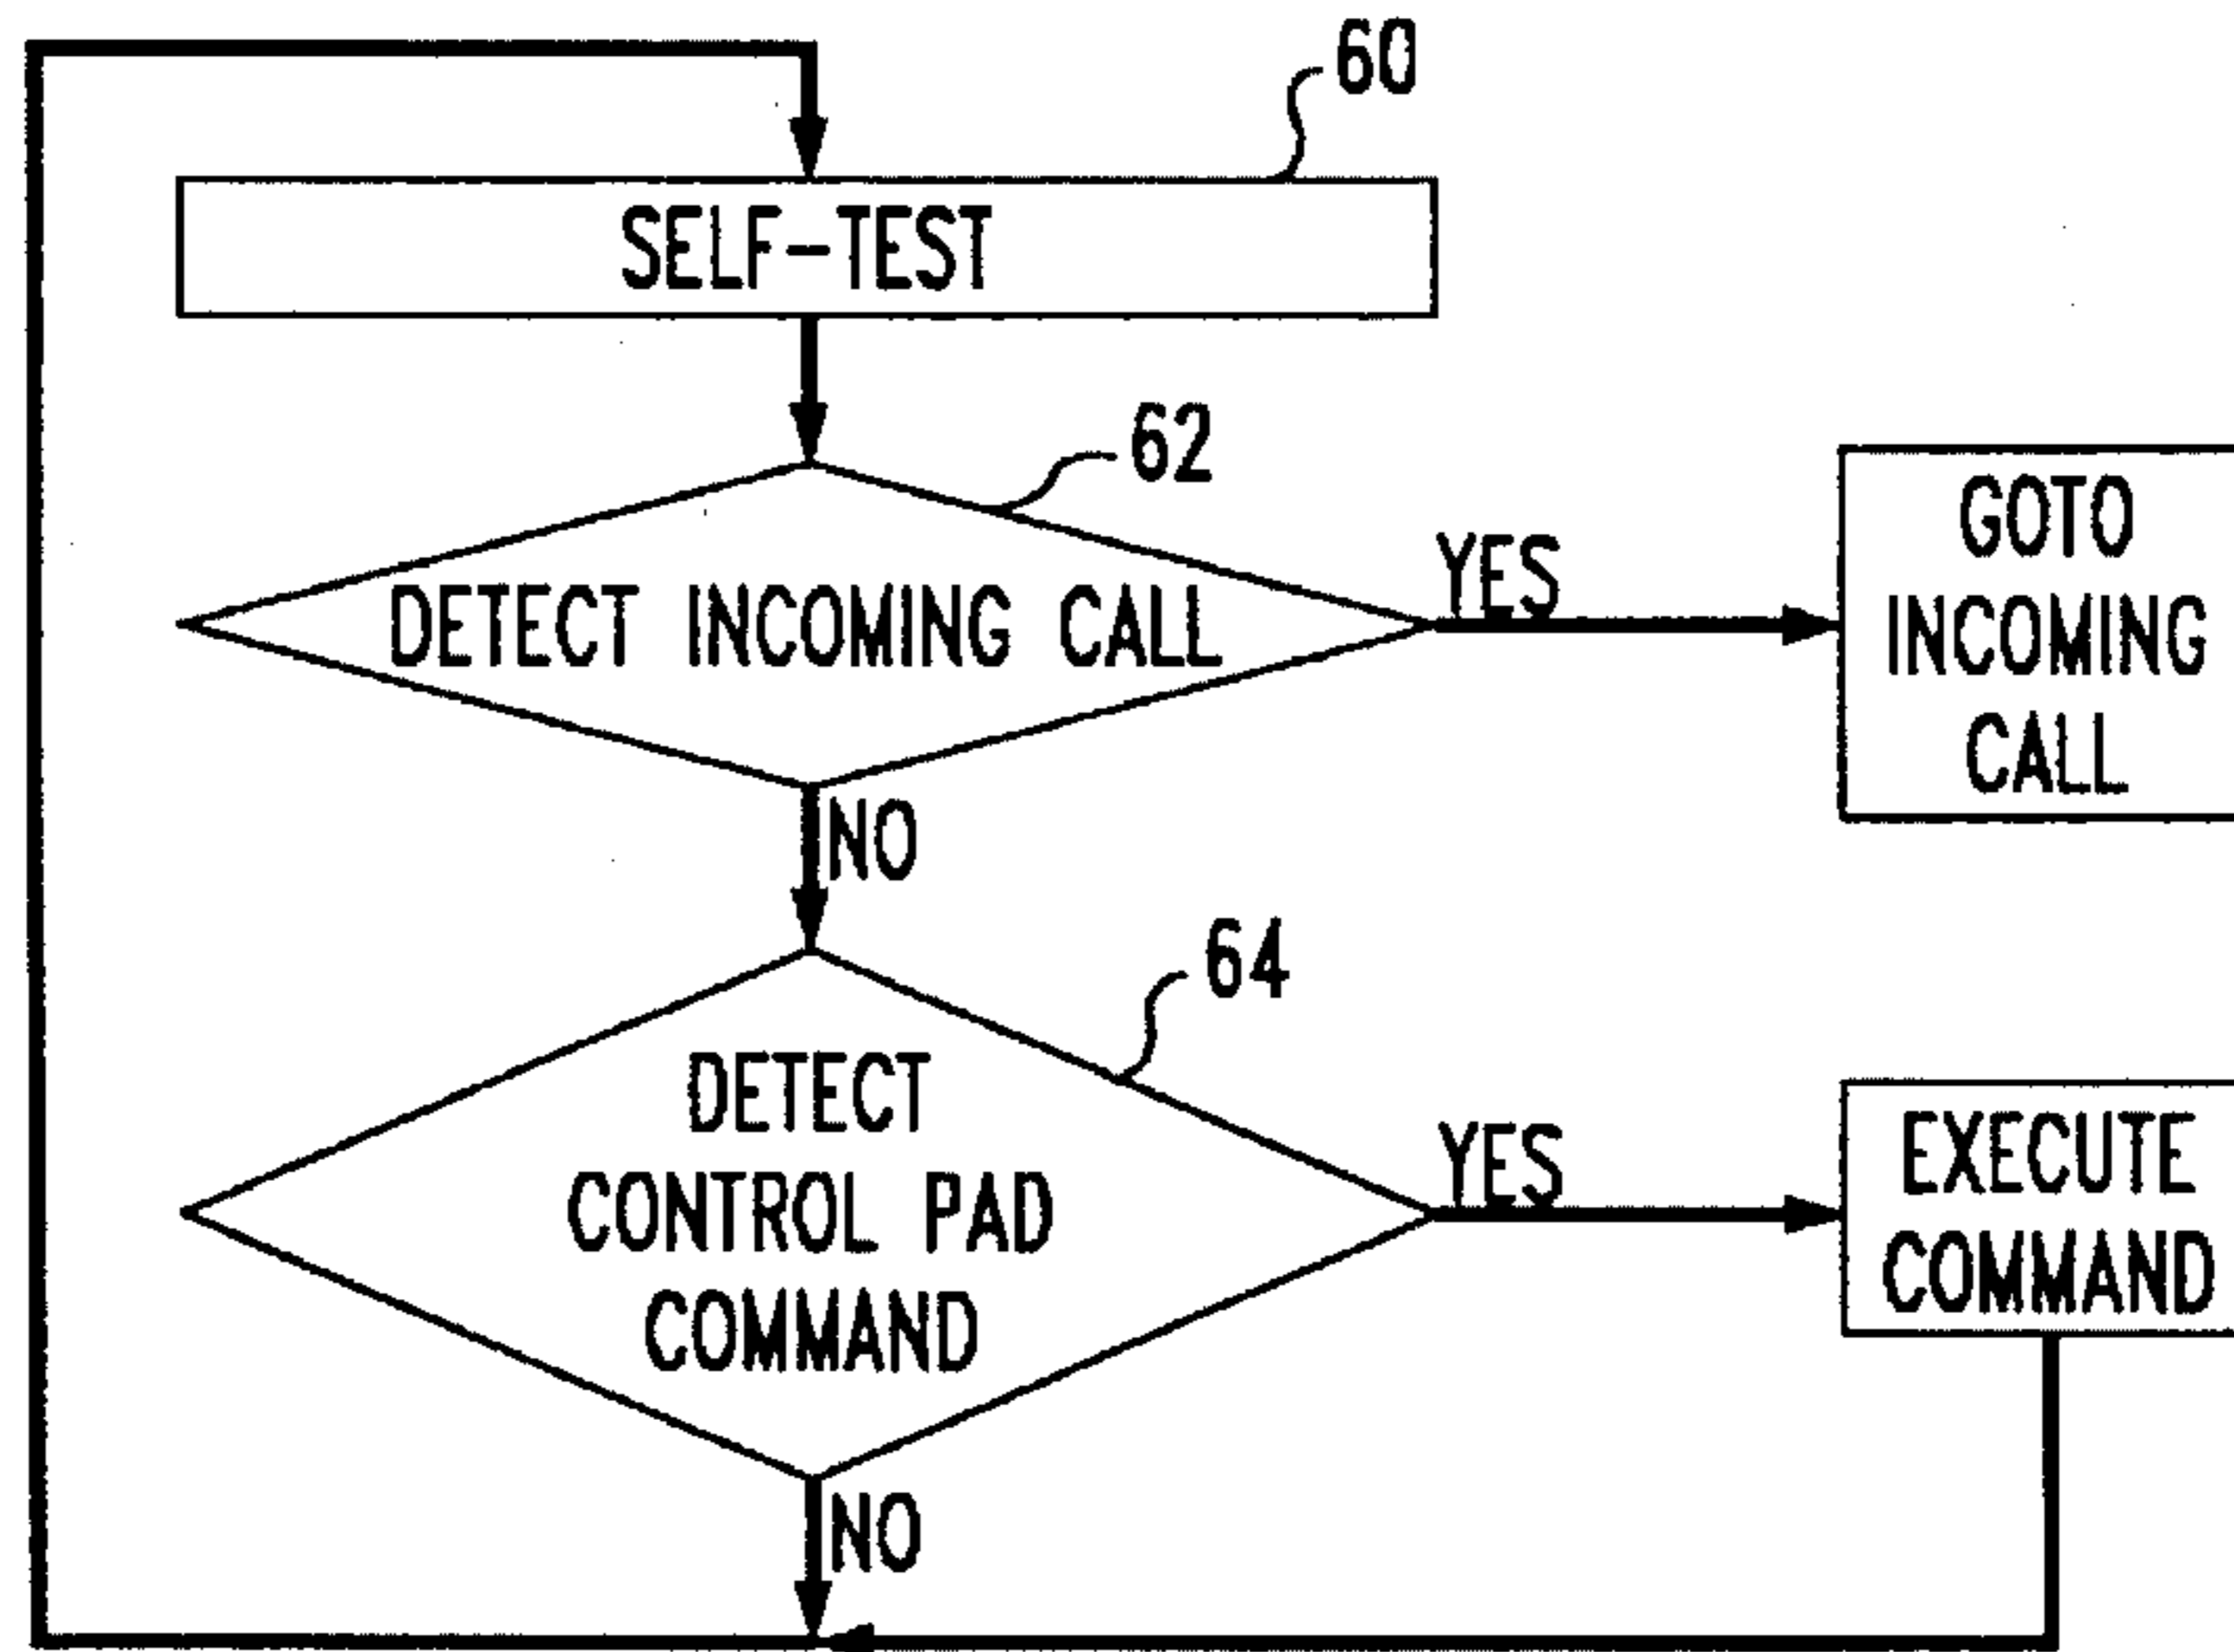 60
SELF-TEST
62
DETECT INCOMING CALL
YES
GOTO
INCOMING
CALL
NO
64
DETECT
CONTROL PAD
COMMAND
YES
EXECUTE
COMMAND
NO